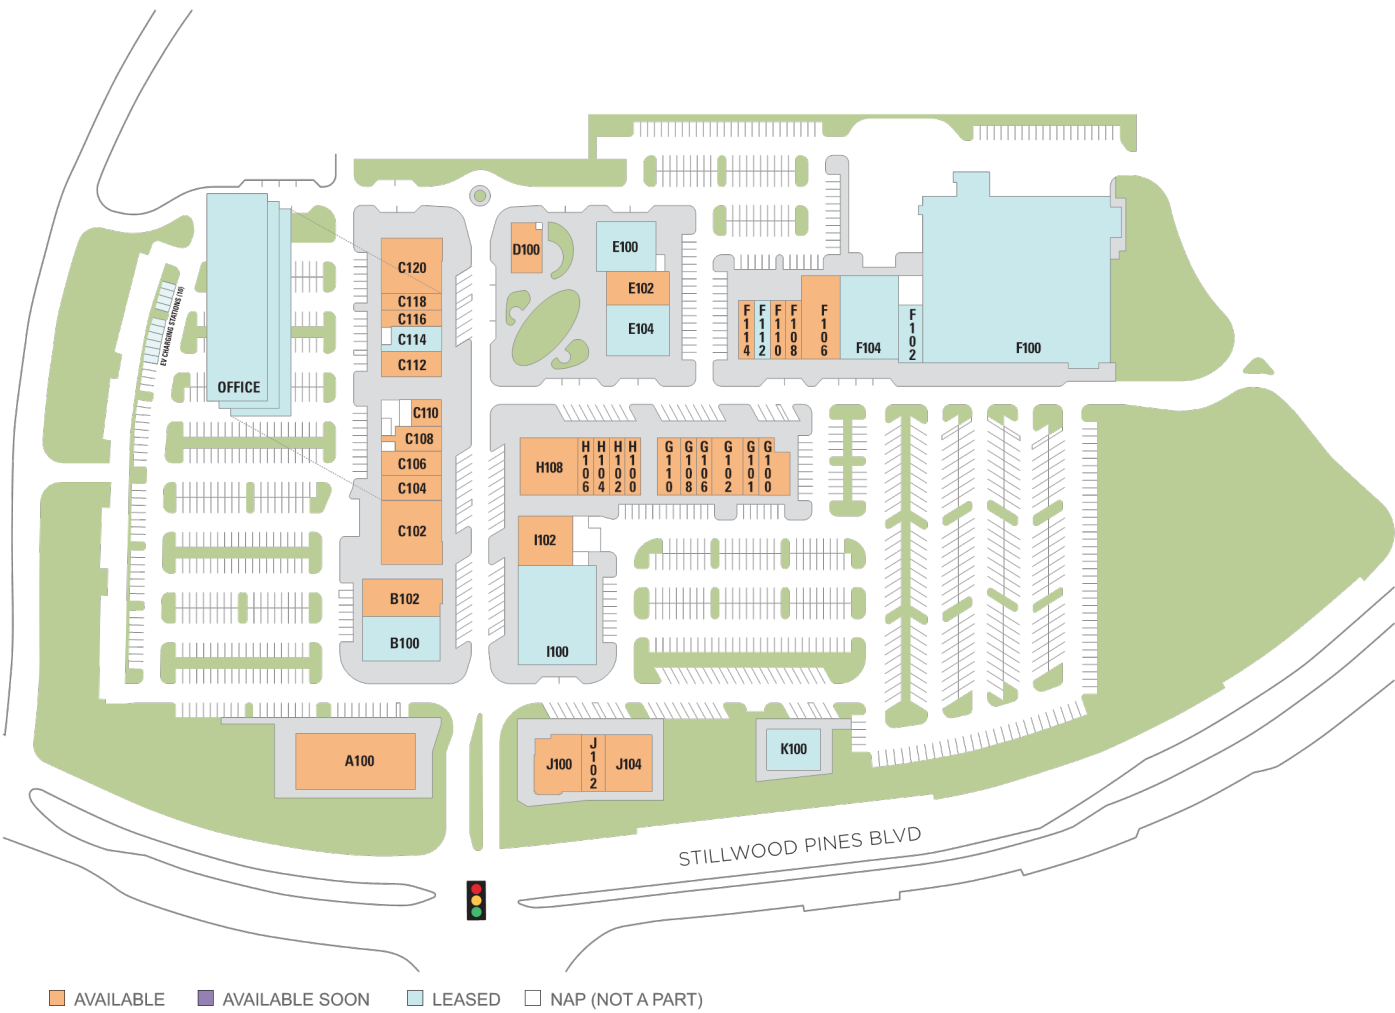 D100
E100
C120
E102
C118
C116
C114
E104
F114
F112
F110
F108
F106
F104
F102
F100
EV CHARGING STATIONS (16)
C112
OFFICE
C110
C108
C106
C104
C102
H108
H106
H104
H102
H100
G110
G108
G106
G102
G101
G100
I102
B102
B100
I100
A100
J100
J102
J104
K100
STILLWOOD PINES BLVD
AVAILABLE
AVAILABLE SOON
LEASED
NAP (NOT A PART)